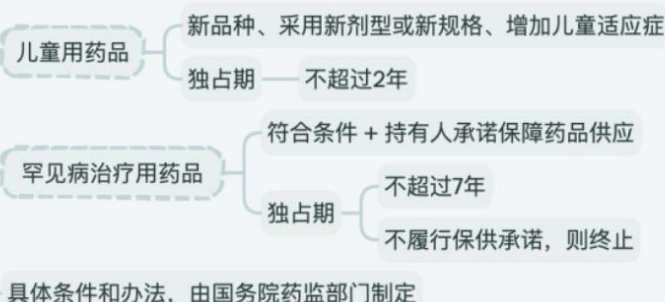 儿童用药品
新品种、采用新剂型或新规格、增加儿童适应症
独占期
不超过2年
罕见病治疗用药品
符合条件 + 持有人承诺保障药品供应
独占期
不超过7年
不履行保供承诺，则终止
具体条件和办法，由国务院药监部门制定